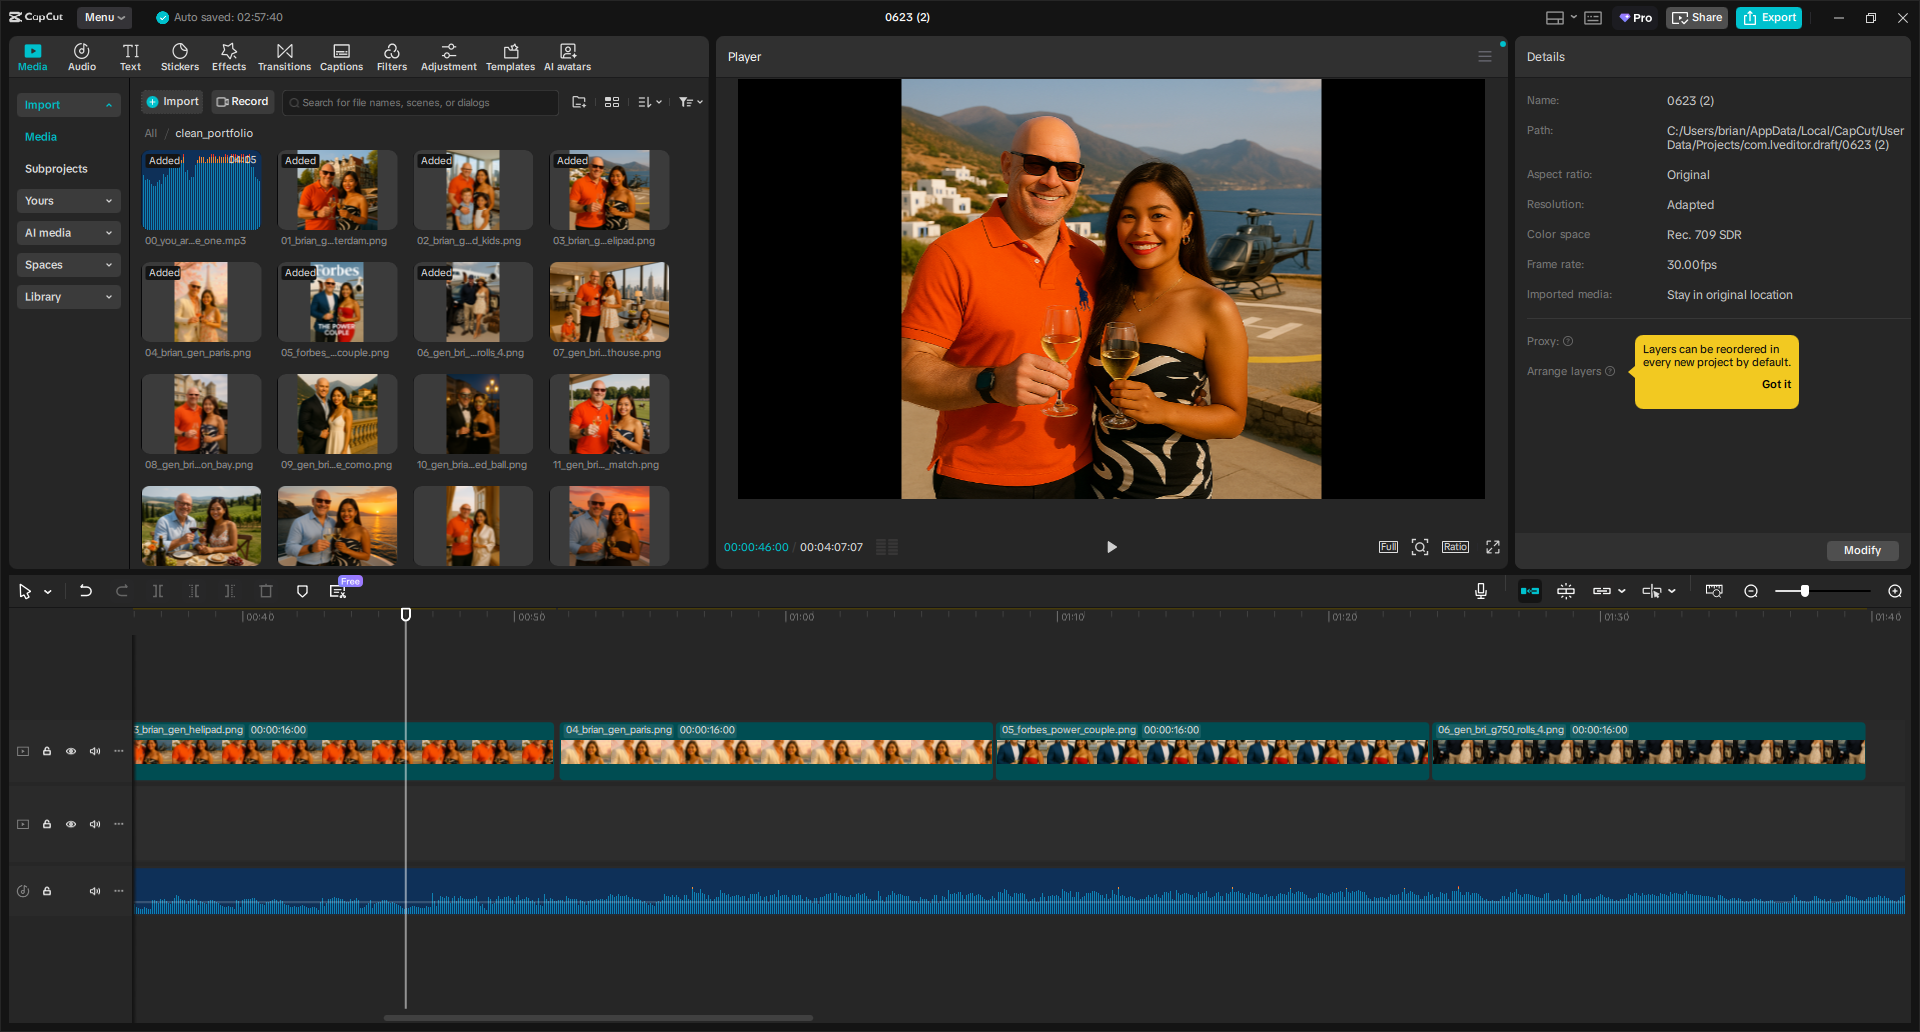 CapCut
Menu
Auto saved: 02:57:40
0623 (2)
Pro
Share
Export
Media
Audio
Text
Stickers
Effects
Transitions
Captions
Filters
Adjustment
Templates
AI avatars
Player
Details
Import
Media
Subprojects
Yours
AI media
Spaces
Library
Import
Record
Search for file names, scenes, or dialogs
All / clean_portfolio
Added
04:05
Added
Added
Added
00_you_ar...e_one.mp3
01_brian_g...terdam.png
02_brian_g...d_kids.png
03_brian_g...elipad.png
Added
Added
Forbes
THE POWER
COUPLE
Added
04_brian_gen_paris.png
05_forbes_...couple.png
06_gen_bri_...rolls_4.png
07_gen_bri...thouse.png
08_gen_bri...on_bay.png
09_gen_bri...e_como.png
10_gen_bria...ed_ball.png
11_gen_bri..._match.png
00:00:46:00 / 00:04:07:07
Full
Ratio
Name:
0623 (2)
Path:
C:/Users/brian/AppData/Local/CapCut/User
Data/Projects/com.lveditor.draft/0623 (2)
Aspect ratio:
Original
Resolution:
Adapted
Color space
Rec. 709 SDR
Frame rate:
30.00fps
Imported media:
Stay in original location
Proxy:
Arrange layers
Layers can be reordered in
every new project by default.
Got it
Modify
Free
00:40
00:50
01:00
01:10
01:20
01:30
01:40
3_brian_gen_helipad.png 00:00:16:00
04_brian_gen_paris.png 00:00:16:00
05_forbes_power_couple.png 00:00:16:00
06_gen_bri_g750_rolls_4.png 00:00:16:00